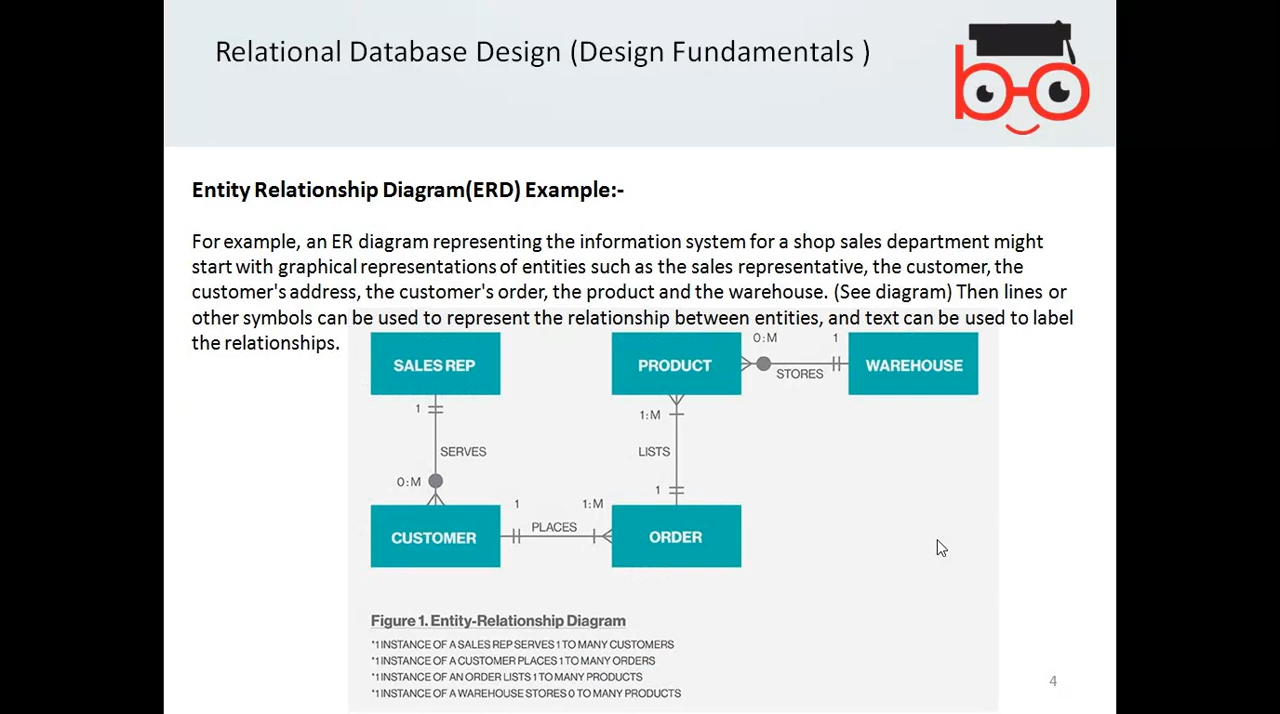 Relational Database Design (Design Fundamentals )
bo
Entity Relationship Diagram(ERD) Example:-
For example, an ER diagram representing the information system for a shop sales department might
start with graphical representations of entities such as the sales representative, the customer, the
customer's address, the customer's order, the product and the warehouse. (See diagram) Then lines or
other symbols can be used to represent the relationship between entities, and text can be used to label
the relationships.
0:M 1
SALES REP PRODUCT WAREHOUSE
STORES
1 1:M
SERVES LISTS
0:M 1
1 1:M
PLACES
CUSTOMER ORDER
Figure 1. Entity-Relationship Diagram
*1 INSTANCE OF A SALES REP SERVES 1 TO MANY CUSTOMERS
*1 INSTANCE OF A CUSTOMER PLACES 1 TO MANY ORDERS
*1 INSTANCE OF AN ORDER LISTS 1 TO MANY PRODUCTS
*1 INSTANCE OF A WAREHOUSE STORES 0 TO MANY PRODUCTS
4